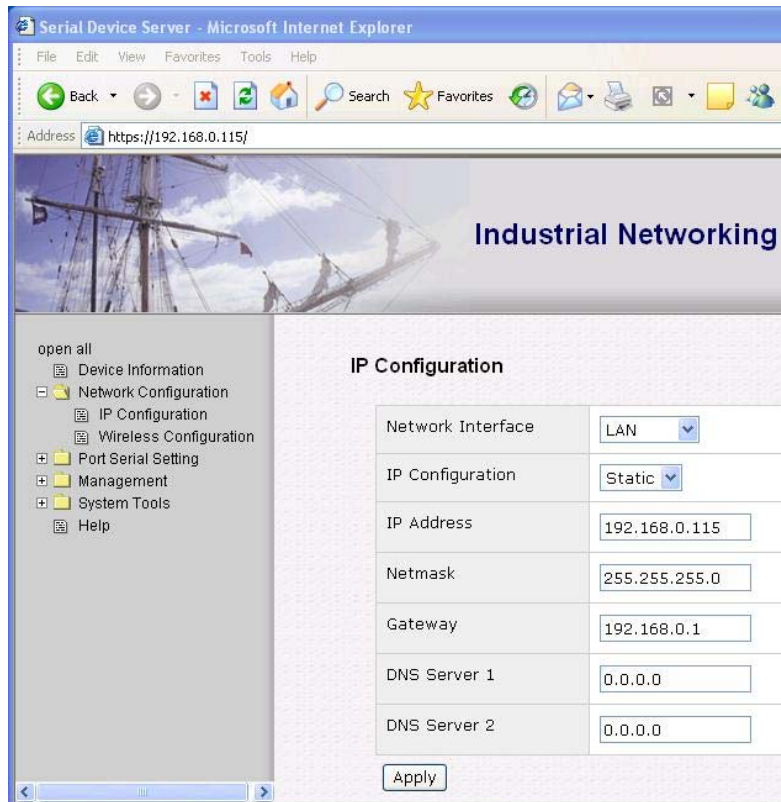 Serial Device Server - Microsoft Internet Explorer
File Edit View Favorites Tools Help
Back Search Favorites
Address https://192.168.0.115/
Industrial Networking
open all
Device Information
Network Configuration
IP Configuration
Wireless Configuration
Port Serial Setting
Management
System Tools
Help
IP Configuration
Network Interface LAN
IP Configuration Static
IP Address 192.168.0.115
Netmask 255.255.255.0
Gateway 192.168.0.1
DNS Server 1 0.0.0.0
DNS Server 2 0.0.0.0
Apply